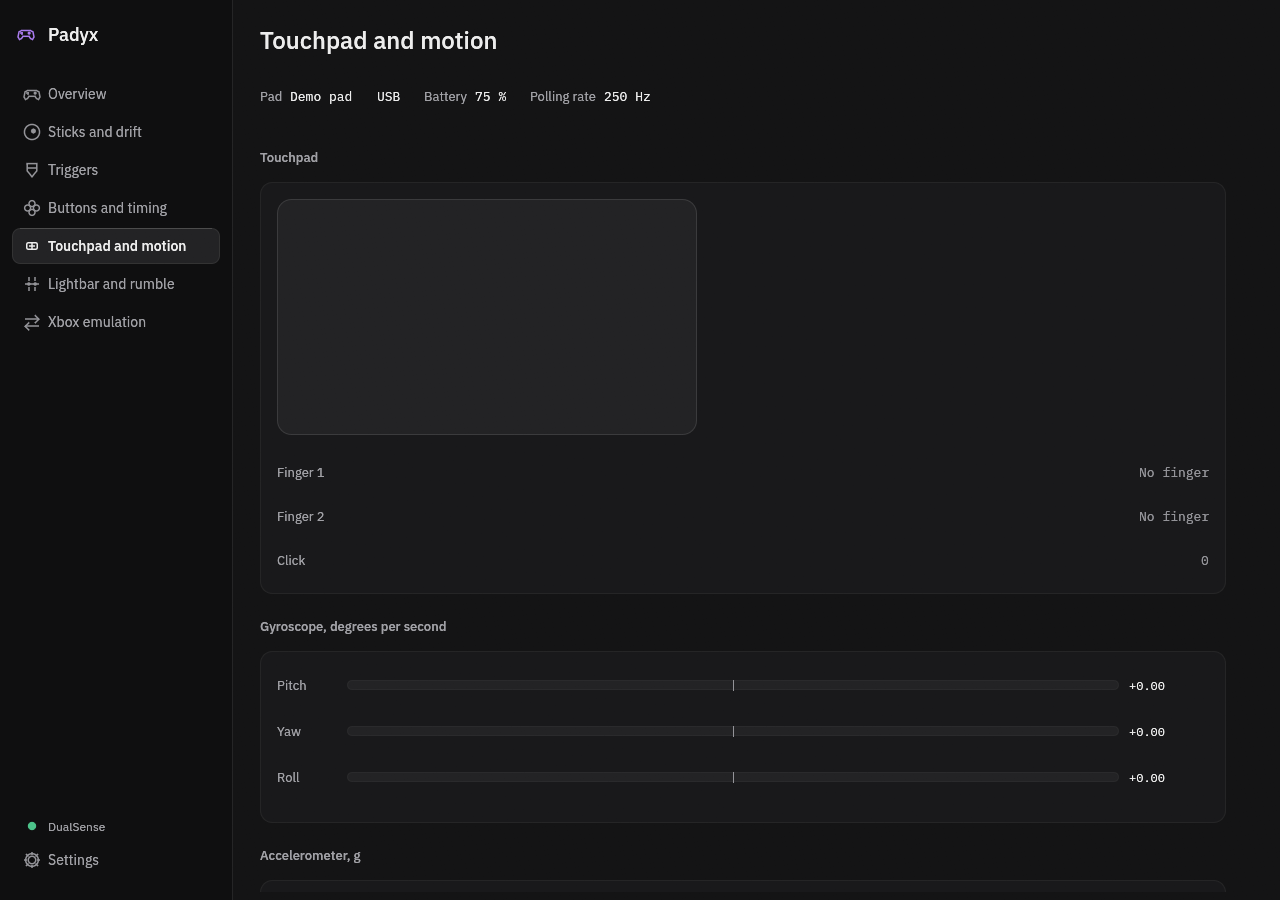 Padyx
Overview
Sticks and drift
Triggers
Buttons and timing
Touchpad and motion
Lightbar and rumble
Xbox emulation
DualSense
Settings
Touchpad and motion
Pad Demo pad USB Battery 75 % Polling rate 250 Hz
Touchpad
Finger 1 No finger
Finger 2 No finger
Click 0
Gyroscope, degrees per second
Pitch +0.00
Yaw +0.00
Roll +0.00
Accelerometer, g